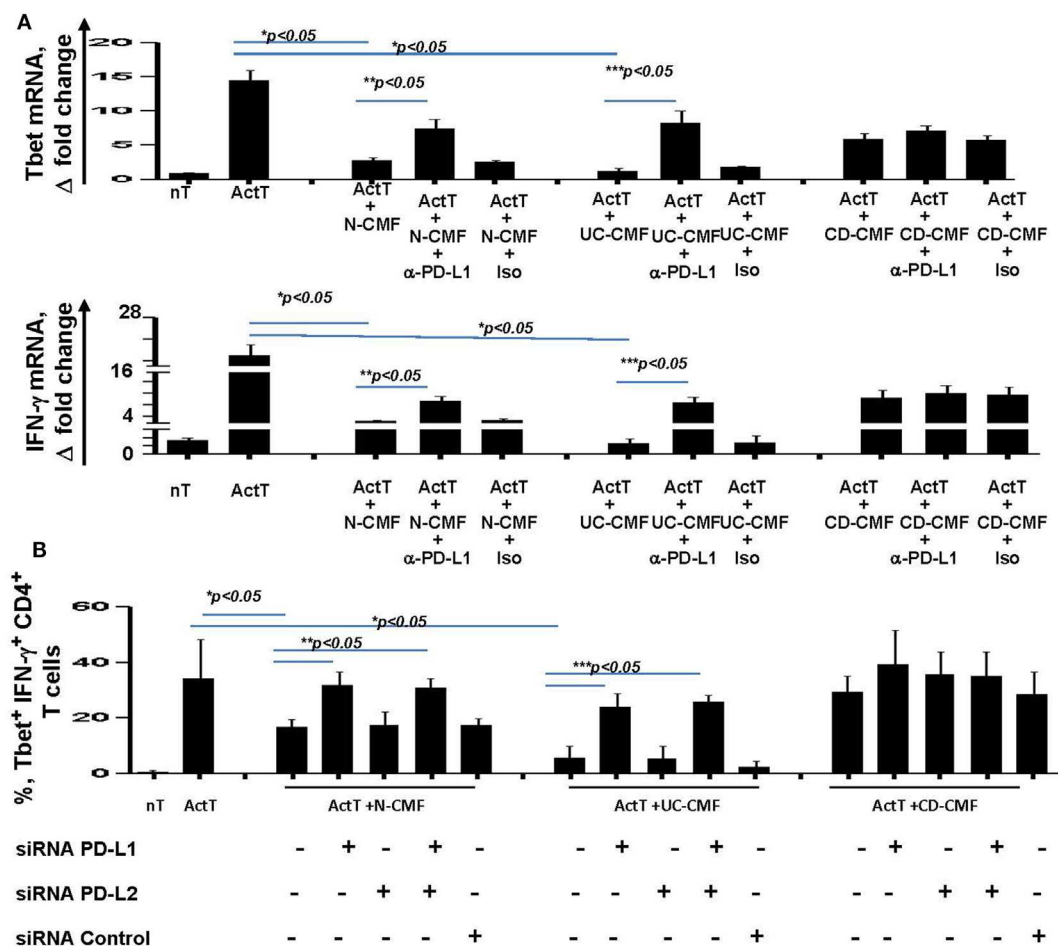 A
Tbet mRNA,
Δ fold change
20
15
10
5
0
*p<0.05
*p<0.05
**p<0.05
***p<0.05
nT
ActT
ActT
+
N-CMF
ActT
+
N-CMF
+
α-PD-L1
ActT
+
N-CMF
+
Iso
ActT
+
UC-CMF
ActT
+
UC-CMF
+
α-PD-L1
ActT
+
UC-CMF
+
Iso
ActT
+
CD-CMF
ActT
+
CD-CMF
+
α-PD-L1
ActT
+
CD-CMF
+
Iso
IFN-γ mRNA,
Δ fold change
28
16
4
0
*p<0.05
*p<0.05
**p<0.05
***p<0.05
nT
ActT
ActT
+
N-CMF
ActT
+
N-CMF
+
α-PD-L1
ActT
+
N-CMF
+
Iso
ActT
+
UC-CMF
ActT
+
UC-CMF
+
α-PD-L1
ActT
+
UC-CMF
+
Iso
ActT
+
CD-CMF
ActT
+
CD-CMF
+
α-PD-L1
ActT
+
CD-CMF
+
Iso
B
%, Tbet+ IFN-γ+ CD4+
T cells
60
40
20
0
*p<0.05
*p<0.05
**p<0.05
***p<0.05
nT ActT ActT +N-CMF ActT +UC-CMF ActT +CD-CMF
siRNA PD-L1 - + - + - - + - + - - + - + -
siRNA PD-L2 - - + + - - - + + - - - + + -
siRNA Control - - - - + - - - - + - - - - +